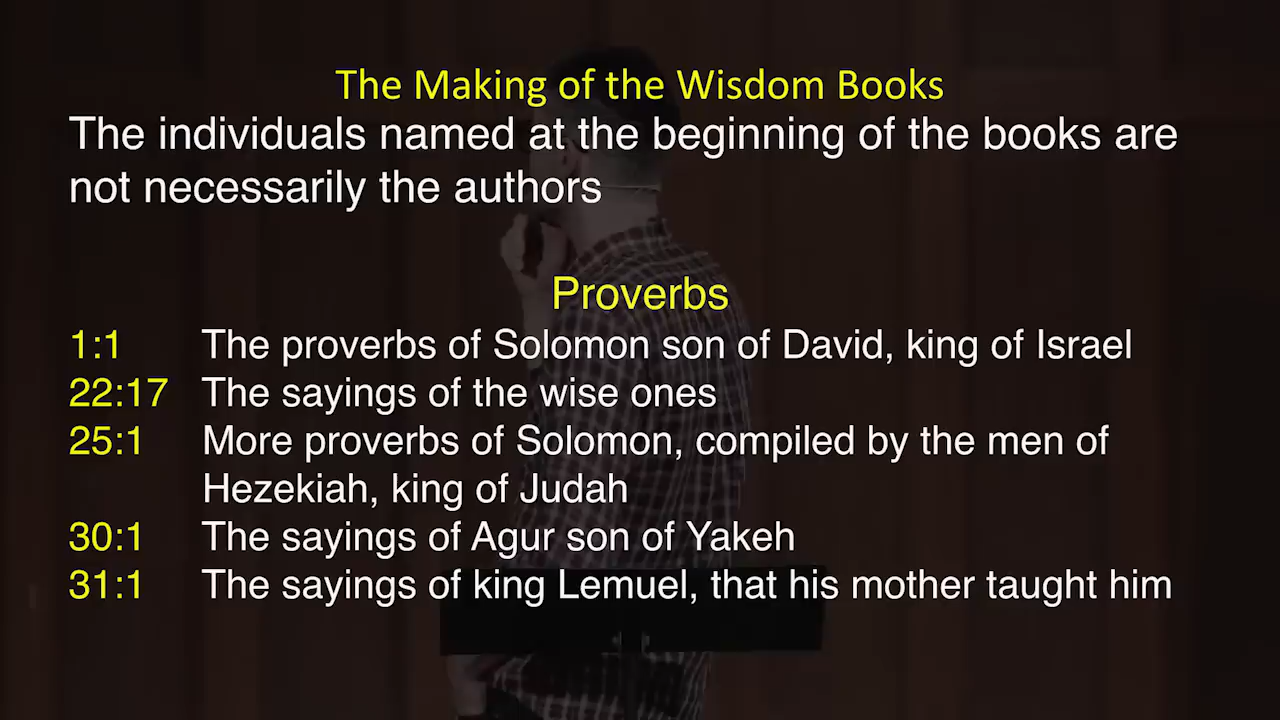 The Making of the Wisdom Books
The individuals named at the beginning of the books are
not necessarily the authors
Proverbs
1:1 The proverbs of Solomon son of David, king of Israel
22:17 The sayings of the wise ones
25:1 More proverbs of Solomon, compiled by the men of
Hezekiah, king of Judah
30:1 The sayings of Agur son of Yakeh
31:1 The sayings of king Lemuel, that his mother taught him